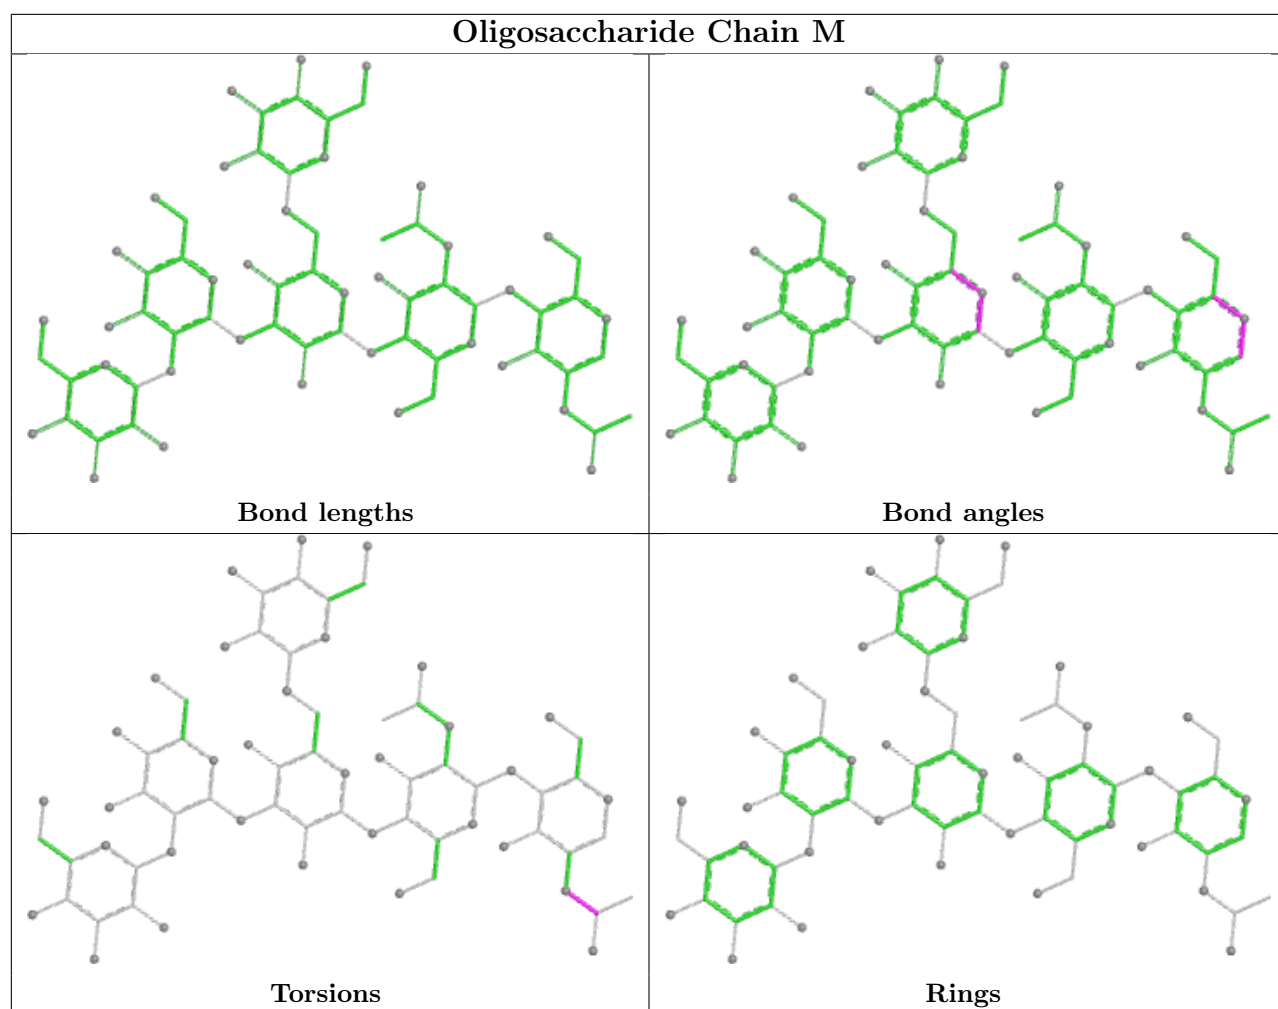 Oligosaccharide Chain M
Bond lengths
Bond angles
Torsions
Rings